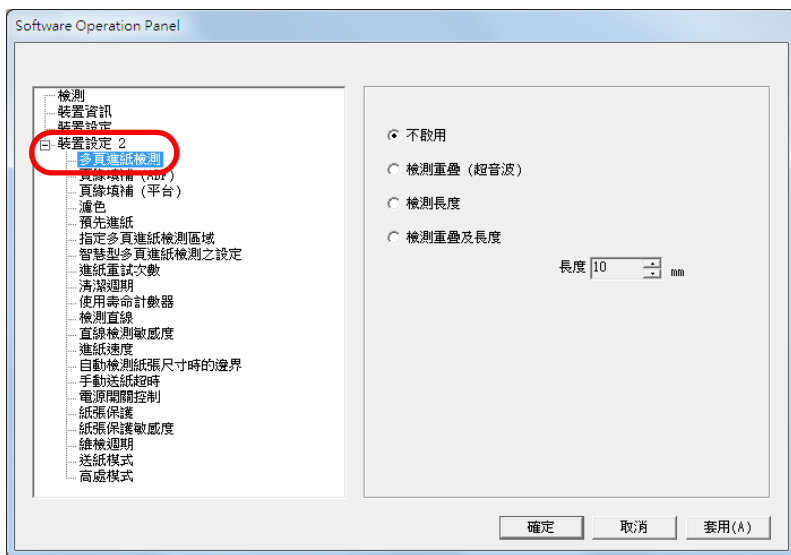 Software Operation Panel
檢測
裝置資訊
裝置設定
裝置設定 2
多頁進紙檢測
頁緣填補 (ADF)
頁緣填補 (平台)
濾色
預先進紙
指定多頁進紙檢測區域
智慧型多頁進紙檢測之設定
進紙重試次數
清潔週期
使用壽命計數器
檢測直線
直線檢測敏感度
進紙速度
自動檢測紙張尺寸時的邊界
手動送紙超時
電源開關控制
紙張保護
紙張保護敏感度
維檢週期
送紙模式
高處模式
不啟用
檢測重疊 (超音波)
檢測長度
檢測重疊及長度
長度 10 mm
確定 取消 套用(A)